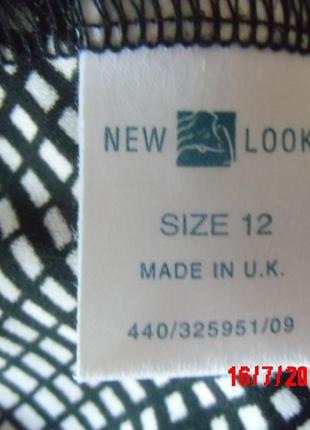 NEW LOOK
SIZE 12
MADE IN U.K.
440/325951/09
16/7/20